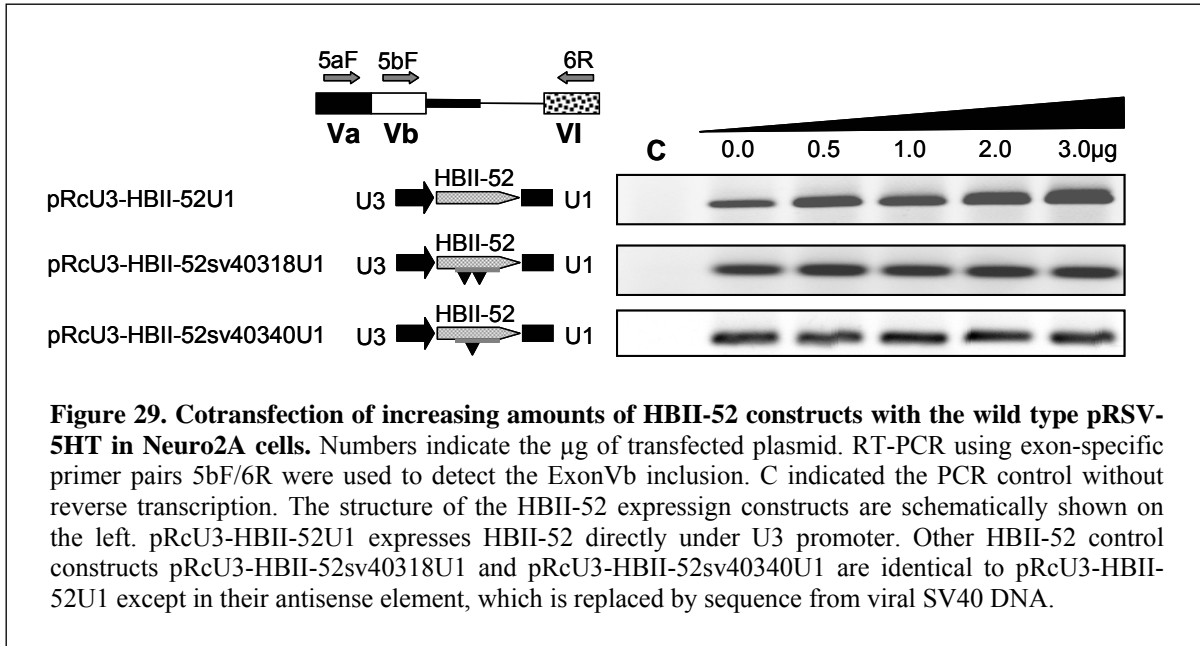 5aF 5bF 6R
Va Vb VI
C 0.0 0.5 1.0 2.0 3.0µg
pRcU3-HBII-52U1 U3 HBII-52 U1
pRcU3-HBII-52sv40318U1 U3 HBII-52 U1
pRcU3-HBII-52sv40340U1 U3 HBII-52 U1
Figure 29. Cotransfection of increasing amounts of HBII-52 constructs with the wild type pRSV-
5HT in Neuro2A cells. Numbers indicate the µg of transfected plasmid. RT-PCR using exon-specific
primer pairs 5bF/6R were used to detect the ExonVb inclusion. C indicated the PCR control without
reverse transcription. The structure of the HBII-52 expressign constructs are schematically shown on
the left. pRcU3-HBII-52U1 expresses HBII-52 directly under U3 promoter. Other HBII-52 control
constructs pRcU3-HBII-52sv40318U1 and pRcU3-HBII-52sv40340U1 are identical to pRcU3-HBII-
52U1 except in their antisense element, which is replaced by sequence from viral SV40 DNA.